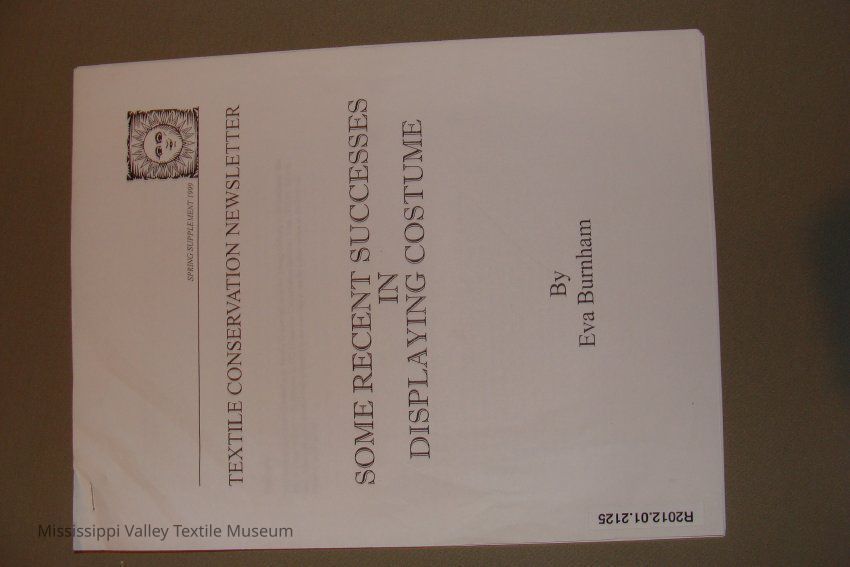 SPRING SUPPLEMENT 1999
TEXTILE CONSERVATION NEWSLETTER
SOME RECENT SUCCESSES
IN
DISPLAYING COSTUME
By
Eva Burnham
R2012.01.2125
Mississippi Valley Textile Museum